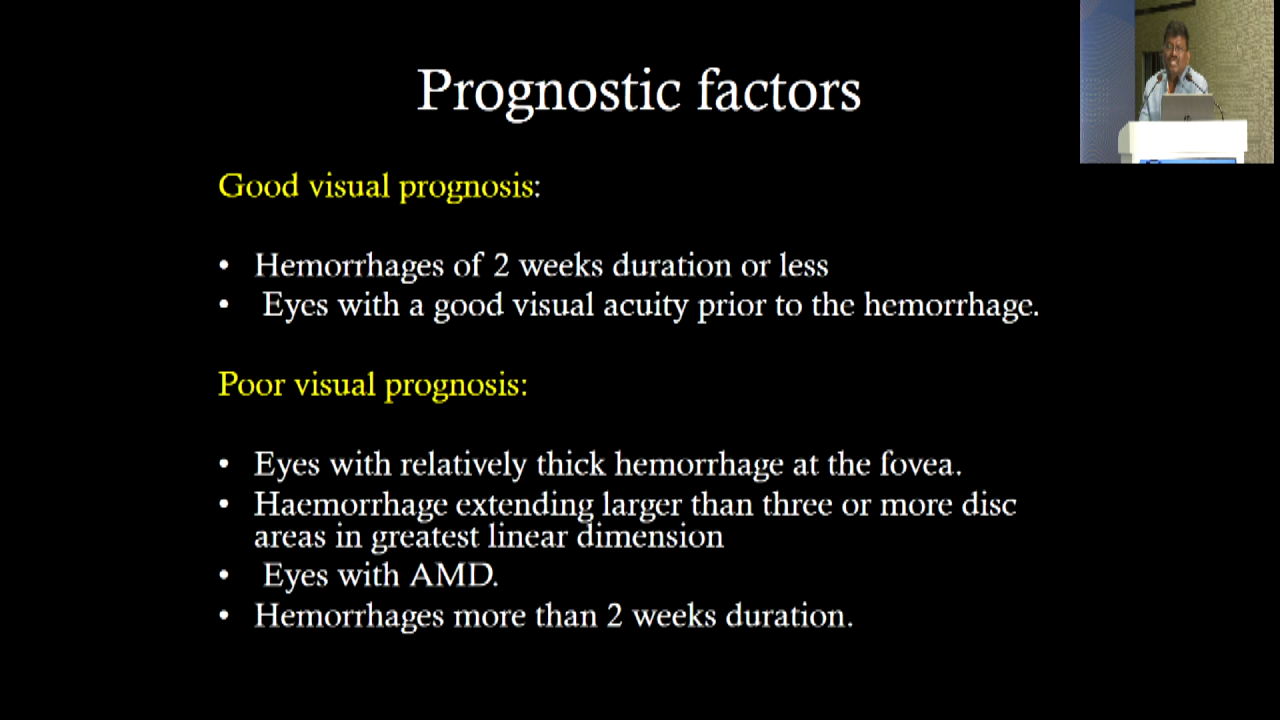 Prognostic factors
Good visual prognosis:
• Hemorrhages of 2 weeks duration or less
• Eyes with a good visual acuity prior to the hemorrhage.
Poor visual prognosis:
• Eyes with relatively thick hemorrhage at the fovea.
• Haemorrhage extending larger than three or more disc
areas in greatest linear dimension
• Eyes with AMD.
• Hemorrhages more than 2 weeks duration.